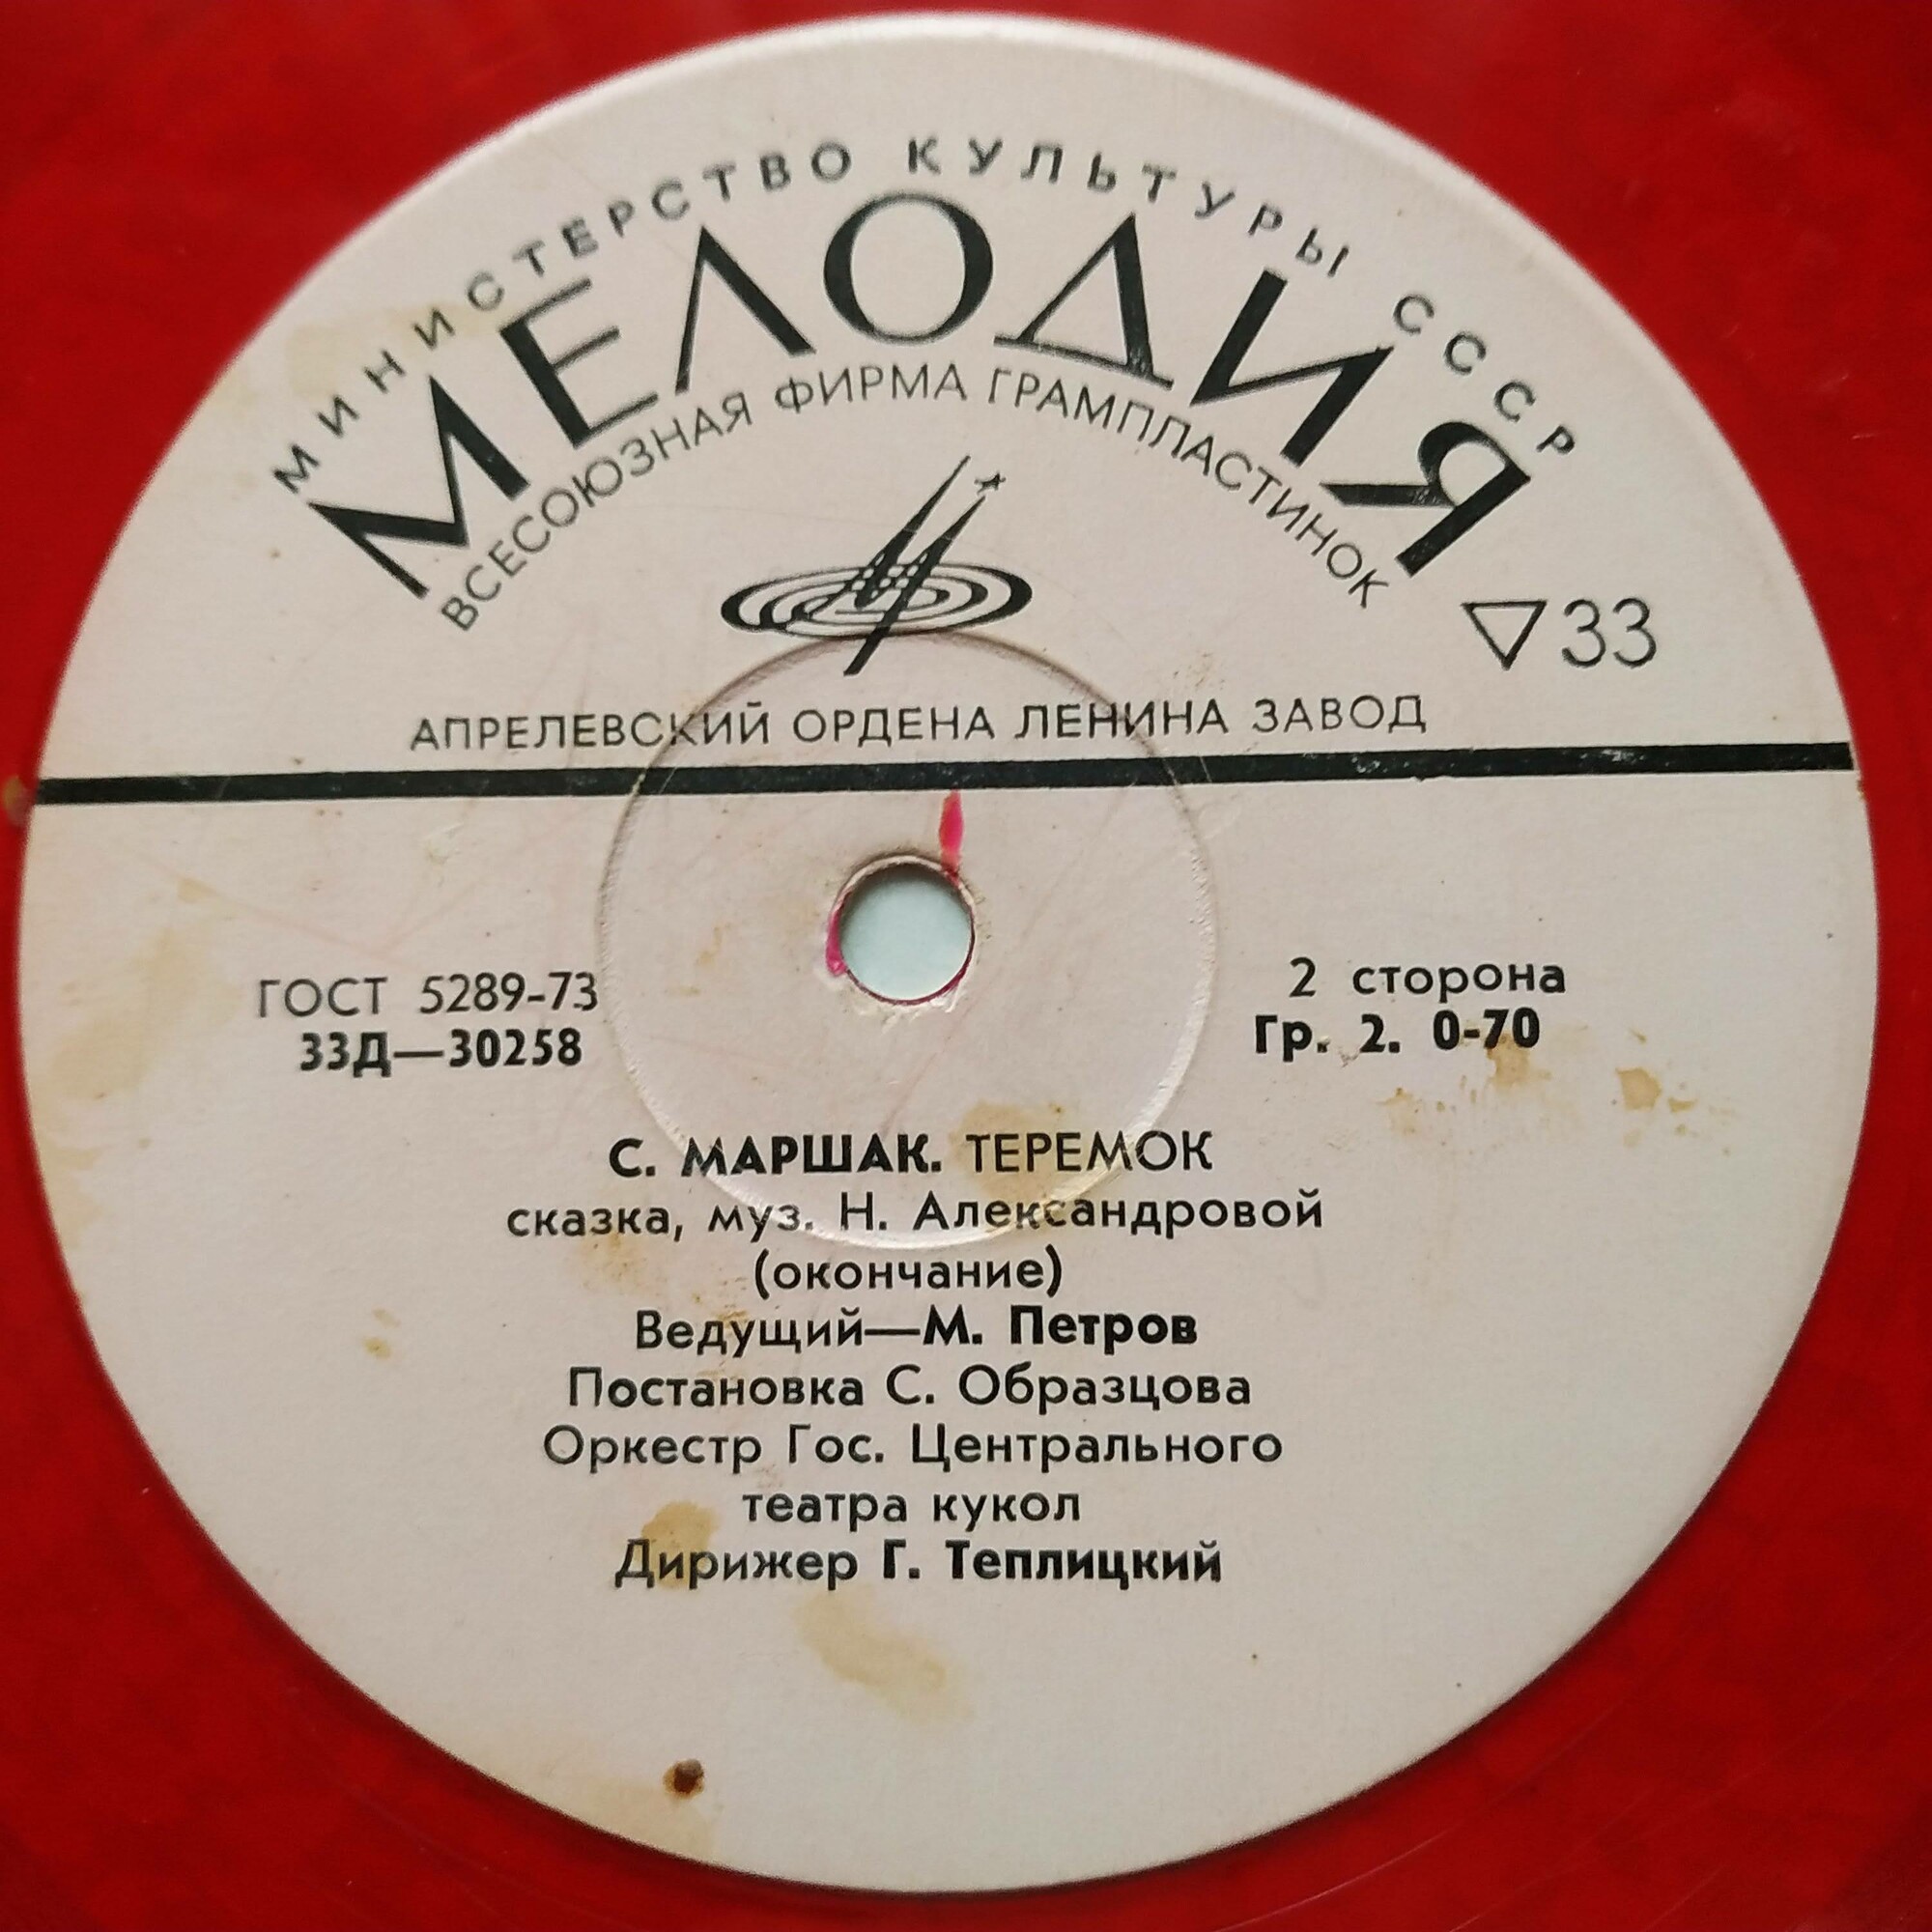 МИНИСТЕРСТВО КУЛЬТУРЫ СССР
МЕЛОДИЯ
ВСЕСОЮЗНАЯ ФИРМА ГРАМПЛАСТИНОК
33
АПРЕЛЕВСКИЙ ОРДЕНА ЛЕНИНА ЗАВОД
ГОСТ 5289-73
33Д—30258
2 сторона
Гр. 2. 0-70
С. МАРШАК. ТЕРЕМОК
сказка, муз. Н. Александровой
(окончание)
Ведущий—М. Петров
Постановка С. Образцова
Оркестр Гос. Центрального
театра кукол
Дирижер Г. Теплицкий